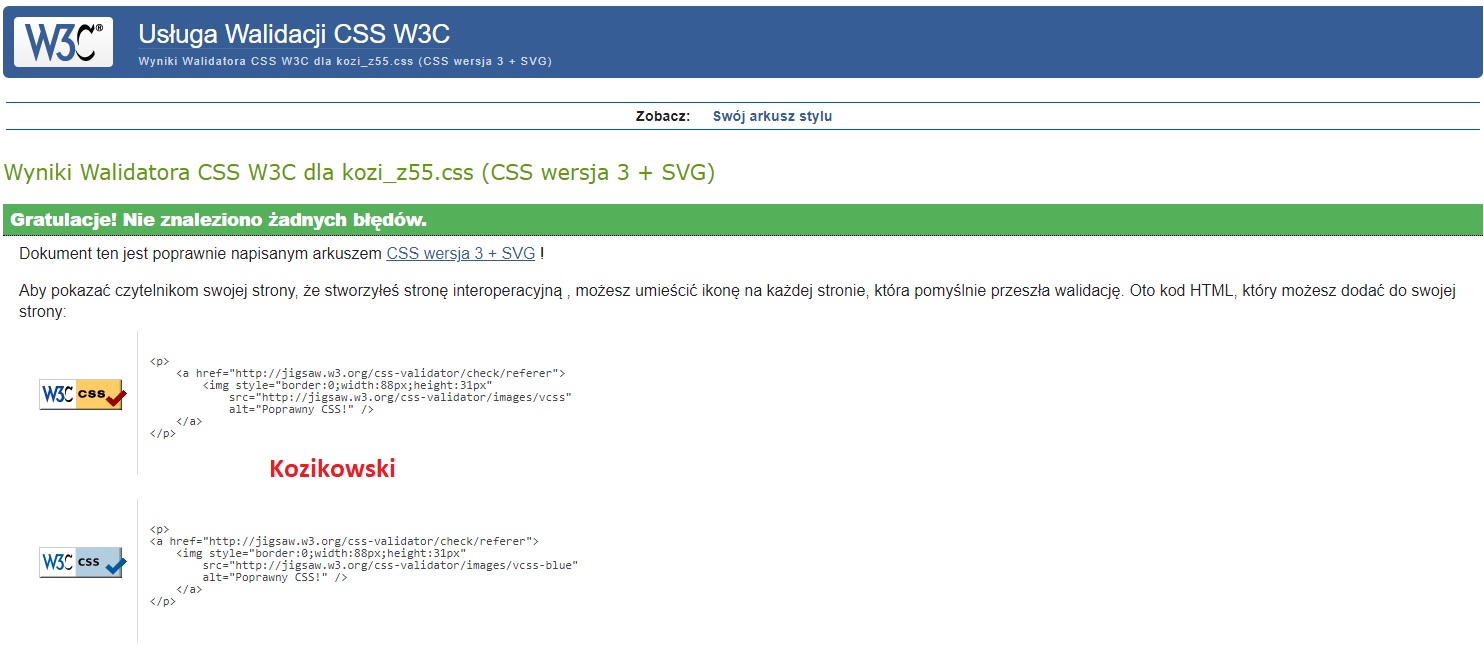 W3C®
Usługa Walidacji CSS W3C
Wyniki Walidatora CSS W3C dla kozi_z55.css (CSS wersja 3 + SVG)
Zobacz: Swój arkusz stylu
Wyniki Walidatora CSS W3C dla kozi_z55.css (CSS wersja 3 + SVG)
Gratulacje! Nie znaleziono żadnych błędów.
Dokument ten jest poprawnie napisanym arkuszem CSS wersja 3 + SVG !
Aby pokazać czytelnikom swojej strony, że stworzyłeś stronę interoperacyjną , możesz umieścić ikonę na każdej stronie, która pomyślnie przeszła walidację. Oto kod HTML, który możesz dodać do swojej
strony:
W3C css
<p>
<a href="http://jigsaw.w3.org/css-validator/check/referer">
<img style="border:0;width:88px;height:31px"
src="http://jigsaw.w3.org/css-validator/images/vcss"
alt="Poprawny CSS!" />
</a>
</p>
Kozikowski
W3C css
<p>
<a href="http://jigsaw.w3.org/css-validator/check/referer">
<img style="border:0;width:88px;height:31px"
src="http://jigsaw.w3.org/css-validator/images/vcss-blue"
alt="Poprawny CSS!" />
</a>
</p>